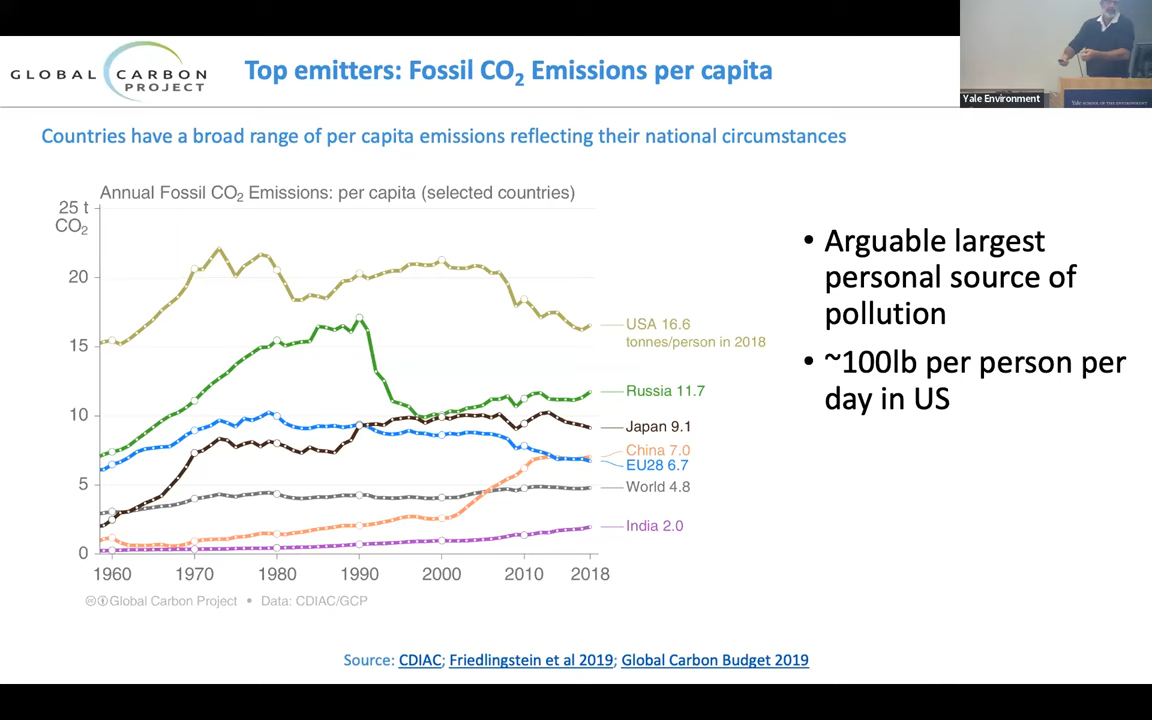 GLOBAL CARBON
PROJECT
Top emitters: Fossil CO₂ Emissions per capita
Yale Environment
YALE SCHOOL OF THE ENVIRONMENT
Countries have a broad range of per capita emissions reflecting their national circumstances
Annual Fossil CO₂ Emissions: per capita (selected countries)
25 t
CO₂
20
15
10
5
0
1960 1970 1980 1990 2000 2010 2018
USA 16.6
tonnes/person in 2018
Russia 11.7
Japan 9.1
China 7.0
EU28 6.7
World 4.8
India 2.0
Global Carbon Project • Data: CDIAC/GCP
• Arguable largest
personal source of
pollution
• ~100lb per person per
day in US
Source: CDIAC; Friedlingstein et al 2019; Global Carbon Budget 2019